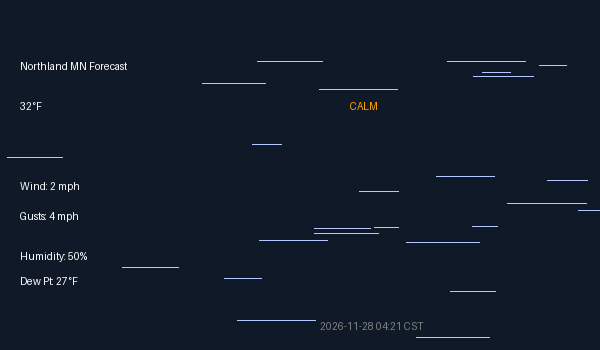 Northland MN Forecast
32°F
CALM
Wind: 2 mph
Gusts: 4 mph
Humidity: 50%
Dew Pt: 27°F
2026-11-28 04:21 CST